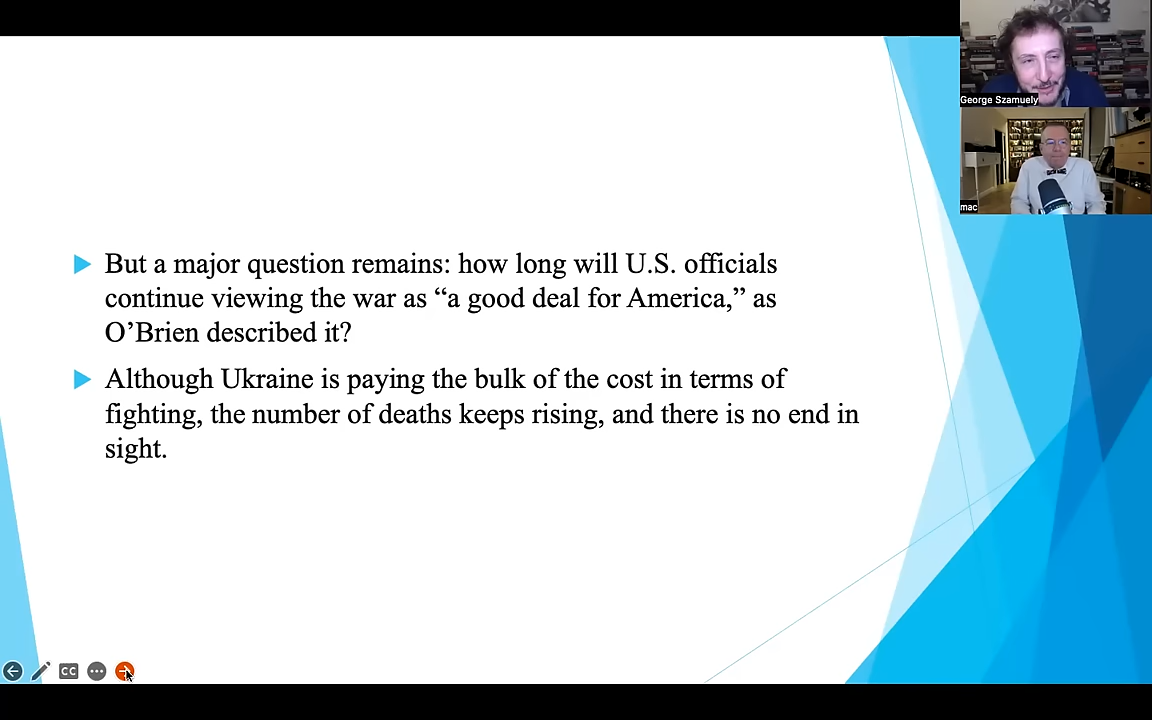 George Szamuely
mac
But a major question remains: how long will U.S. officials
continue viewing the war as “a good deal for America,” as
O’Brien described it?
Although Ukraine is paying the bulk of the cost in terms of
fighting, the number of deaths keeps rising, and there is no end in
sight.
CC